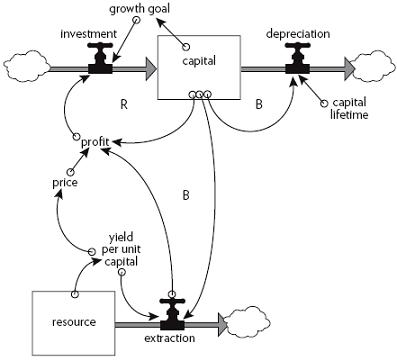 growth goal
investment
depreciation
capital
R
B
capital
lifetime
profit
price
B
yield
per unit
capital
resource
extraction